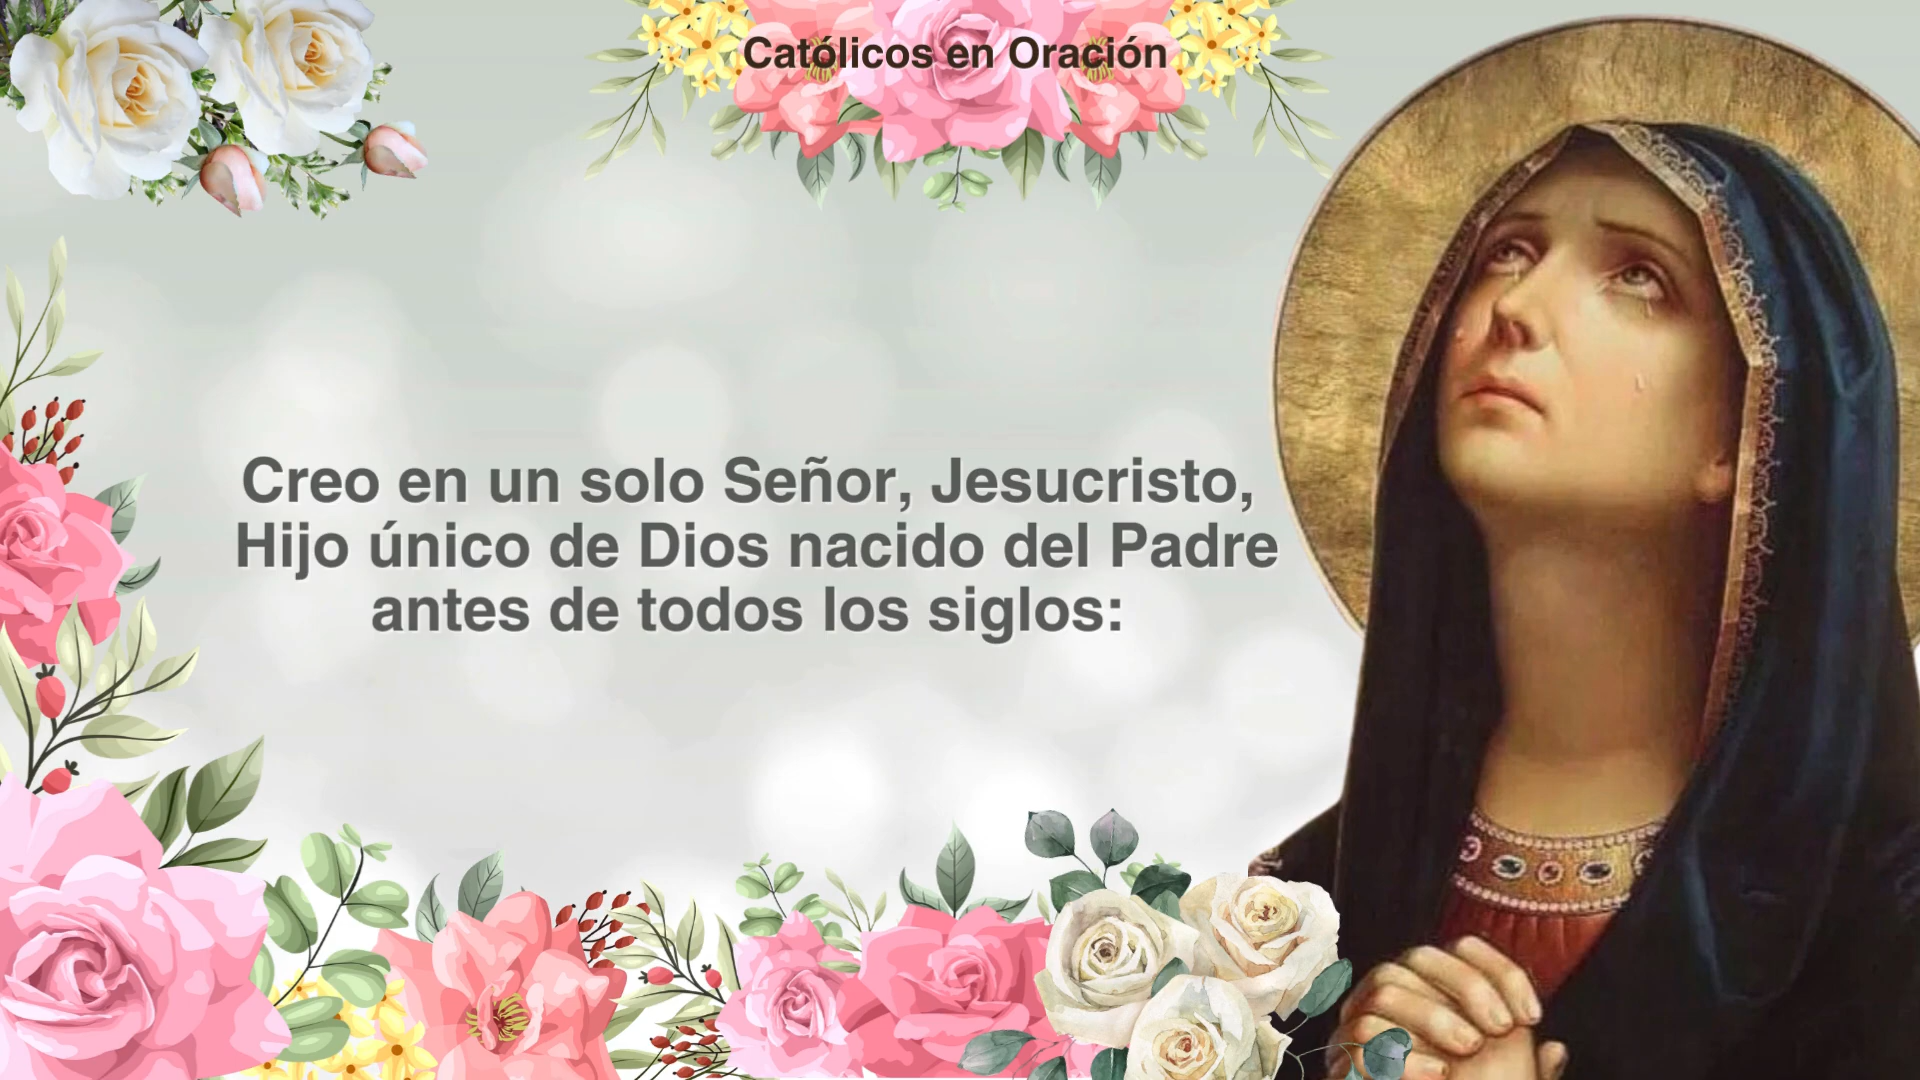 Católicos en Oración
Creo en un solo Señor, Jesucristo,
Hijo único de Dios nacido del Padre
antes de todos los siglos: